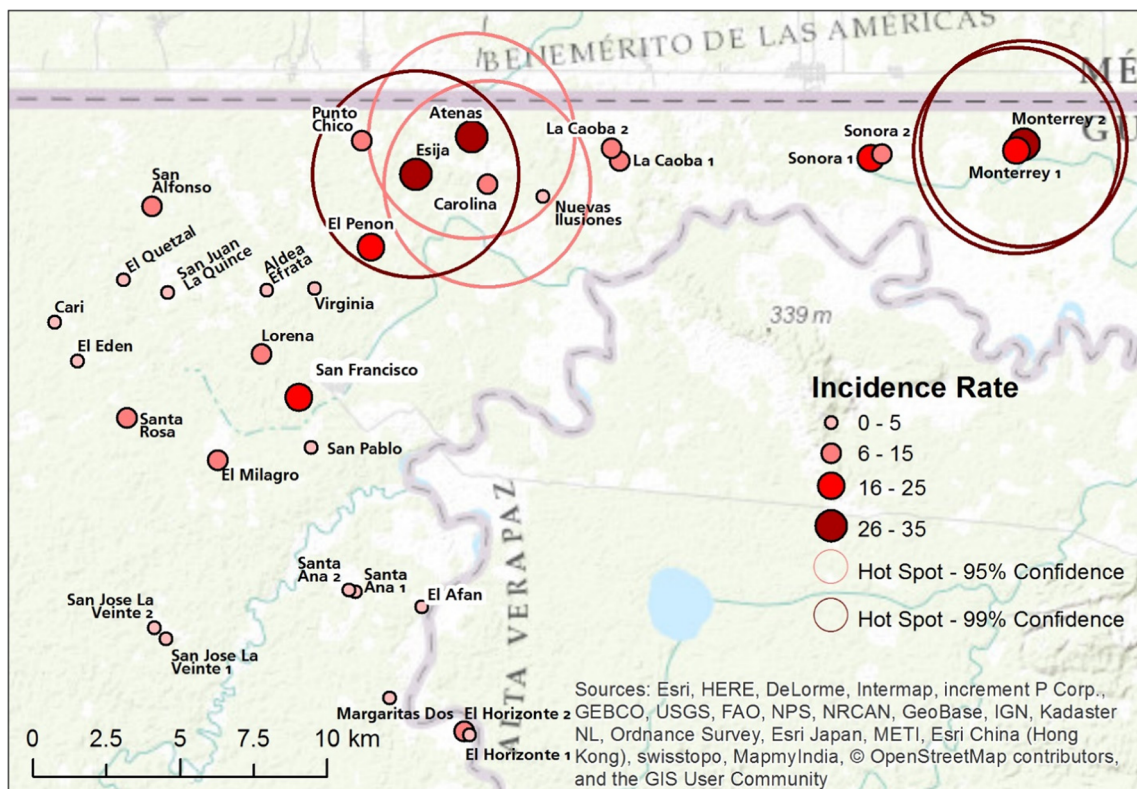 BENEMÉRITO DE LAS AMÉRICAS
MÉ
GU
Punto
Chico
Atenas
Esija
La Caoba 2
La Caoba 1
Sonora 2
Sonora 1
Monterrey 2
Monterrey 1
San
Alfonso
Carolina
Nuevas
Ilusiones
El Penon
El Quetzal
San Juan
La Quince
Aldea
Efrata
Virginia
Cari
El Eden
Lorena
339 m
San Francisco
Santa
Rosa
El Milagro
San Pablo
Incidence Rate
0 - 5
6 - 15
16 - 25
26 - 35
Hot Spot - 95% Confidence
Hot Spot - 99% Confidence
ALTA VERAPAZ
Santa
Ana 2
Santa
Ana 1
El Afan
San Jose La
Veinte 2
San Jose La
Veinte 1
Margaritas Dos
El Horizonte 2
El Horizonte 1
0 2.5 5 10 km
Sources: Esri, HERE, DeLorme, Intermap, increment P Corp.,
GEBCO, USGS, FAO, NPS, NRCAN, GeoBase, IGN, Kadaster
NL, Ordnance Survey, Esri Japan, METI, Esri China (Hong
Kong), swisstopo, MapmyIndia, © OpenStreetMap contributors,
and the GIS User Community